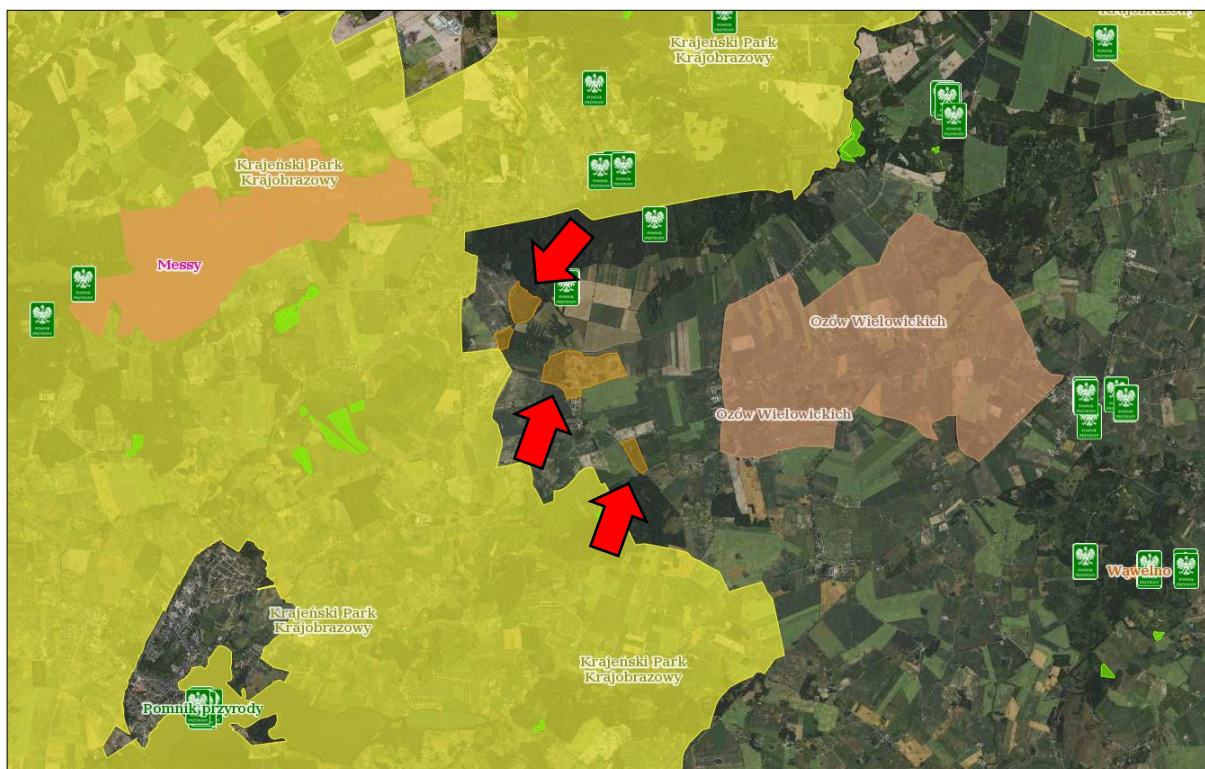 Krajobrazowy
Krajeński Park
Krajobrazowy
Krajeński Park
Krajobrazowy
Messy
Ozów Wielowickich
Ozów Wielowickich
Wąwelno
Krajeński Park
Krajobrazowy
Krajeński Park
Krajobrazowy
Pomnik przyrody